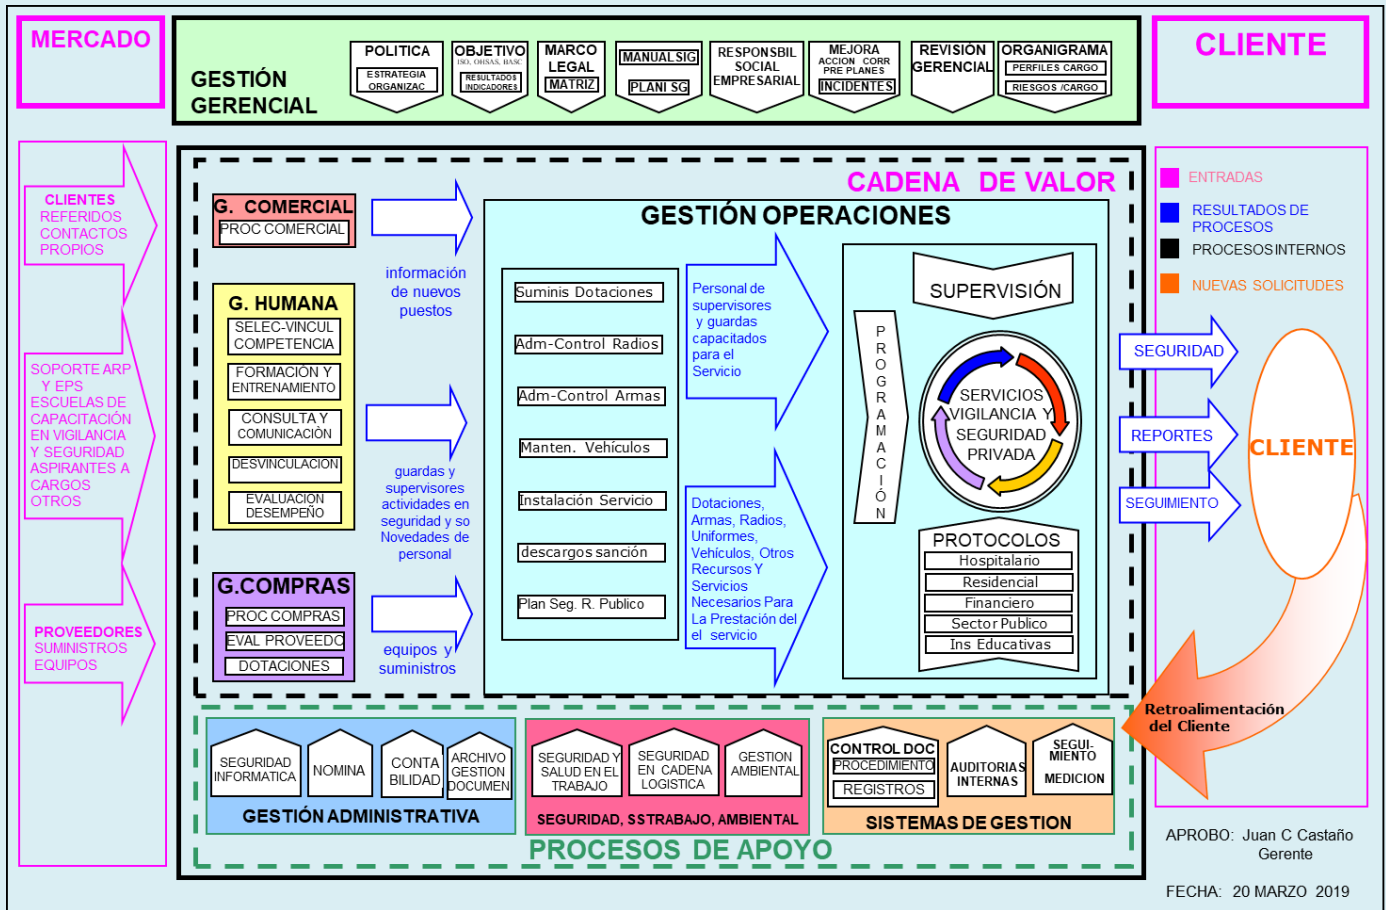 MERCADO
GESTIÓN
GERENCIAL
POLITICA
ESTRATEGIA
ORGANIZAC
OBJETIVO
ISO, OHSAS, BASC
RESULTADOS
INDICADORES
MARCO
LEGAL
MATRIZ
MANUAL SIG
PLANI SG
RESPONSBIL
SOCIAL
EMPRESARIAL
MEJORA
ACCION CORR
PRE PLANES
INCIDENTES
REVISIÓN
GERENCIAL
ORGANIGRAMA
PERFILES CARGO
RIESGOS /CARGO
CLIENTE
CLIENTES
REFERIDOS
CONTACTOS
PROPIOS
SOPORTE ARP
Y EPS
ESCUELAS DE
CAPACITACIÓN
EN VIGILANCIA
Y SEGURIDAD
ASPIRANTES A
CARGOS
OTROS
PROVEEDORES
SUMINISTROS
EQUIPOS
CADENA DE VALOR
G. COMERCIAL
PROC COMERCIAL
información
de nuevos
puestos
G. HUMANA
SELEC-VINCUL
COMPETENCIA
FORMACIÓN Y
ENTRENAMIENTO
CONSULTA Y
COMUNICACIÒN
DESVINCULACION
EVALUACION
DESEMPEÑO
guardas y
supervisores
actividades en
seguridad y so
Novedades de
personal
G.COMPRAS
PROC COMPRAS
EVAL PROVEEDO
DOTACIONES
equipos y
suministros
GESTIÓN OPERACIONES
Suminis Dotaciones
Adm-Control Radios
Adm-Control Armas
Manten. Vehículos
Instalación Servicio
descargos sanción
Plan Seg. R. Publico
Personal de
supervisores
y guardas
capacitados
para el
Servicio
Dotaciones,
Armas, Radios,
Uniformes,
Vehículos, Otros
Recursos Y
Servicios
Necesarios Para
La Prestación del
el servicio
SUPERVISIÓN
PROGRAMACIÓN
SERVICIOS
VIGILANCIA Y
SEGURIDAD
PRIVADA
PROTOCOLOS
Hospitalario
Residencial
Financiero
Sector Publico
Ins Educativas
ENTRADAS
RESULTADOS DE
PROCESOS
PROCESOS INTERNOS
NUEVAS SOLICITUDES
SEGURIDAD
REPORTES
SEGUIMIENTO
CLIENTE
Retroalimentación
del Cliente
SEGURIDAD
INFORMATICA
NOMINA
CONTA
BILIDAD
ARCHIVO
GESTION
DOCUMEN
GESTIÓN ADMINISTRATIVA
SEGURIDAD Y
SALUD EN EL
TRABAJO
SEGURIDAD
EN CADENA
LOGISTICA
GESTION
AMBIENTAL
SEGURIDAD, SSTRABAJO, AMBIENTAL
CONTROL DOC
PROCEDIMIENTO
REGISTROS
AUDITORIAS
INTERNAS
SEGUI-
MIENTO
MEDICION
SISTEMAS DE GESTION
PROCESOS DE APOYO
APROBO: Juan C Castaño
Gerente
FECHA: 20 MARZO 2019